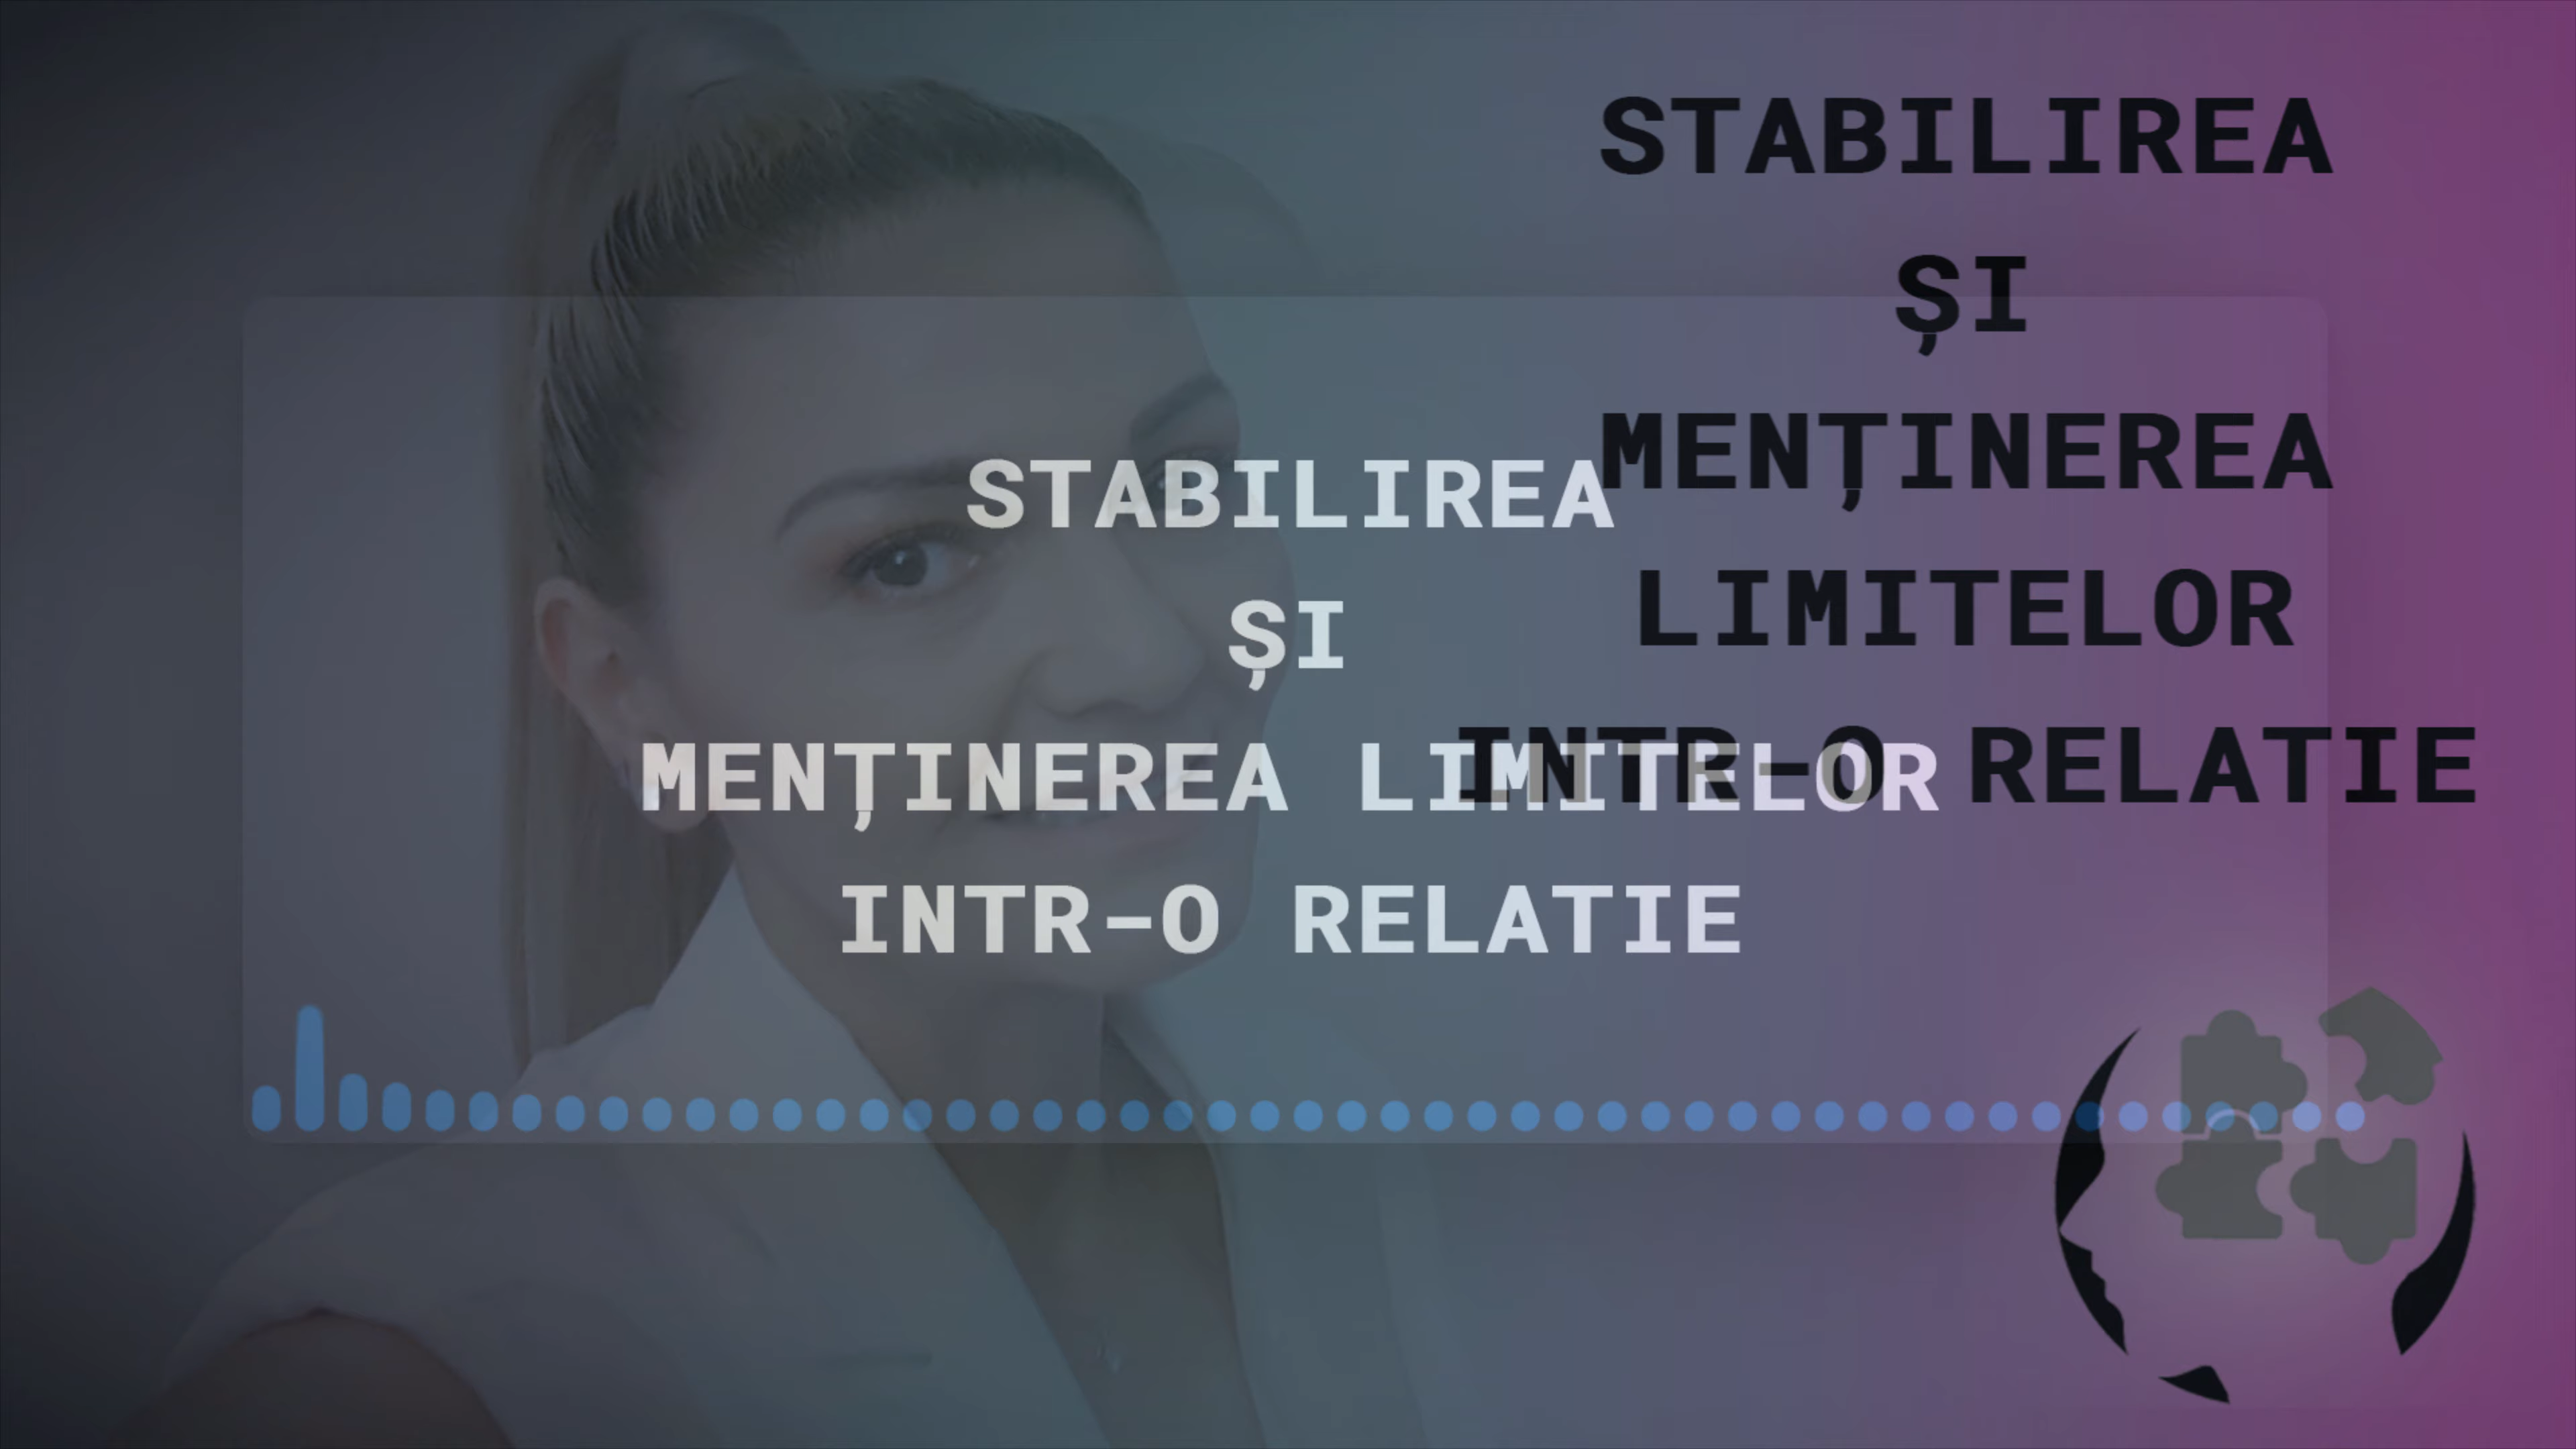 STABILIREA
ȘI
MENȚINEREA
LIMITELOR
INTR-O RELATIE
STABILIREA
ȘI
MENȚINEREA LIMITELOR
INTR-O RELATIE